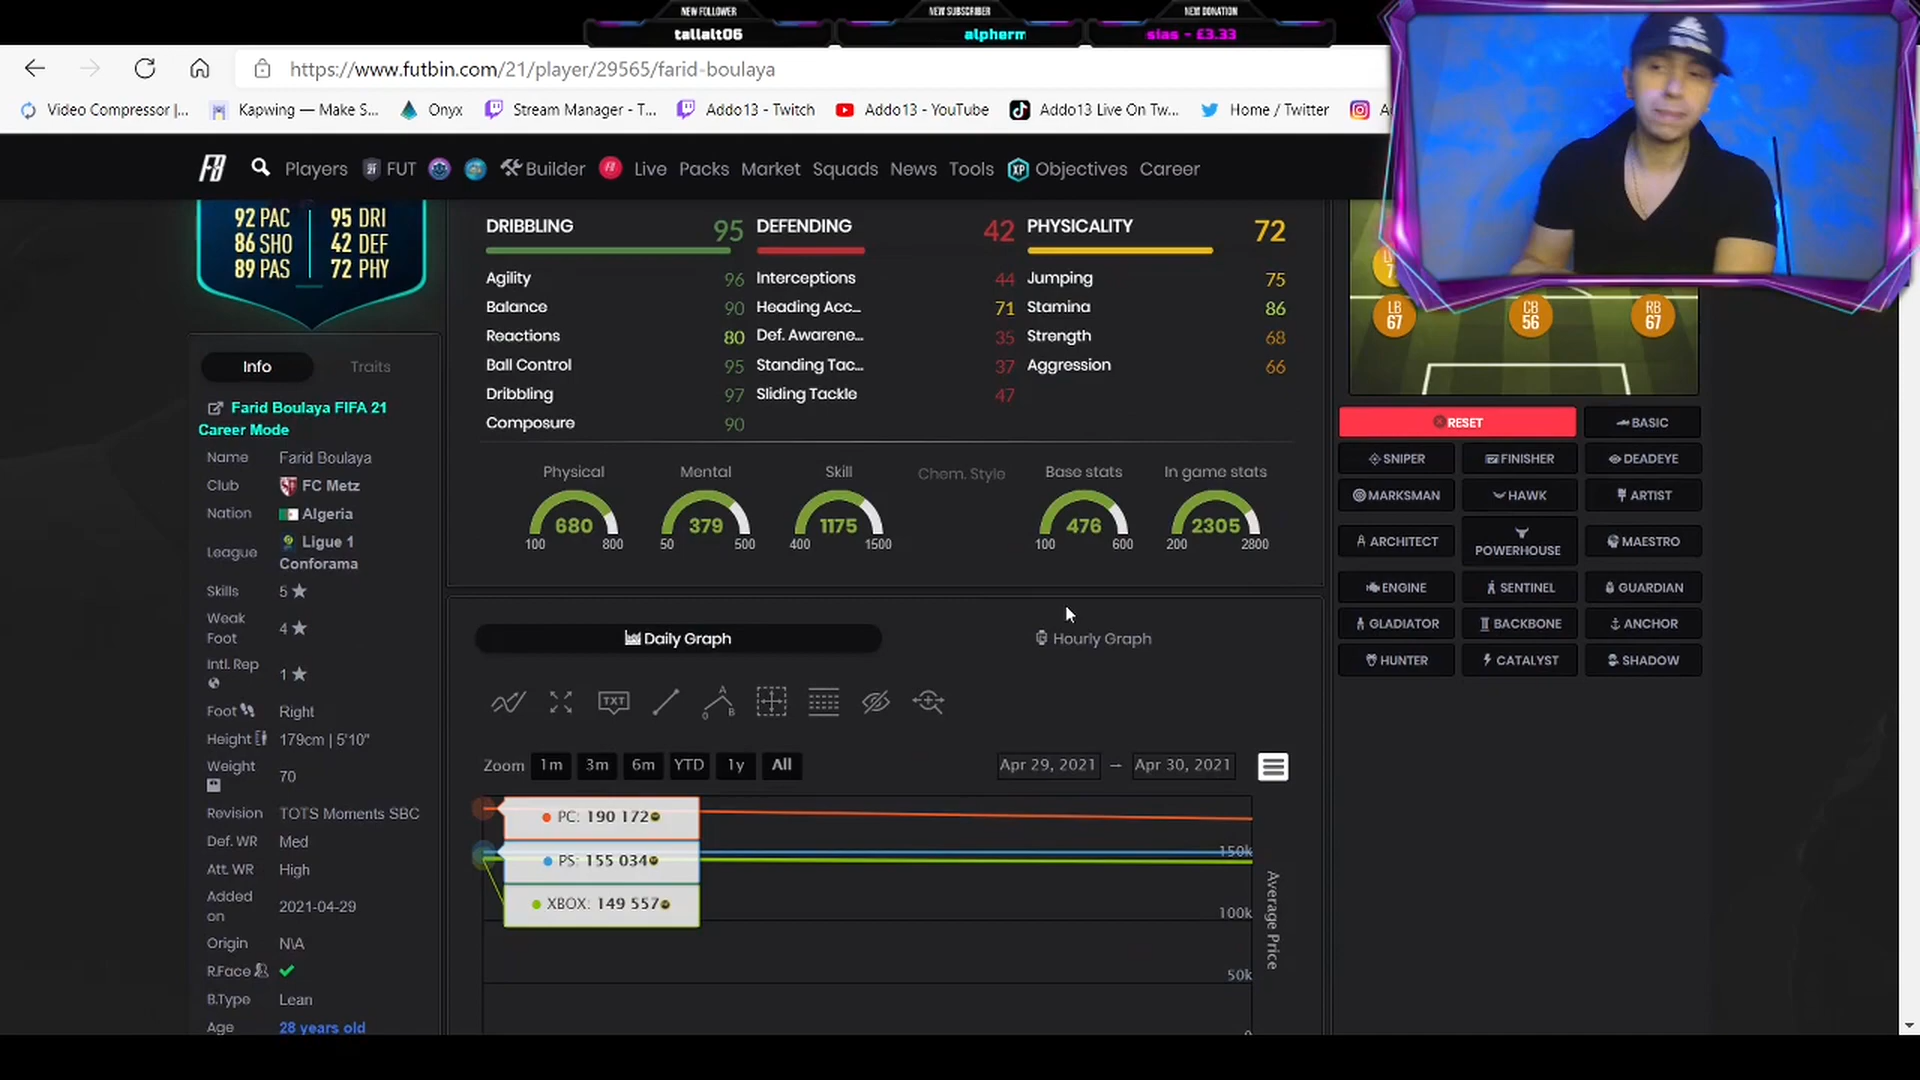 NEW FOLLOWER
tallalt06
NEW SUBSCRIBER
alpherm
NEXT DONATION
sias - £3.33
https://www.futbin.com/21/player/29565/farid-boulaya
Video Compressor |...
Kapwing — Make S...
Onyx
Stream Manager - T...
Addo13 - Twitch
Addo13 - YouTube
Addo13 Live On Tw...
Home / Twitter
Players
FUT
Builder
Live
Packs
Market
Squads
News
Tools
XP
Objectives
Career
92 PAC
95 DRI
86 SHO
42 DEF
89 PAS
72 PHY
DRIBBLING 95
Agility 96
Balance 90
Reactions 80
Ball Control 95
Dribbling 97
Composure 90
DEFENDING 42
Interceptions 44
Heading Acc... 71
Def. Awarene... 35
Standing Tac... 37
Sliding Tackle 47
PHYSICALITY 72
Jumping 75
Stamina 86
Strength 68
Aggression 66
LB
67
CB
56
RB
67
Info
Traits
Farid Boulaya FIFA 21
Career Mode
Name Farid Boulaya
Club FC Metz
Nation Algeria
League Ligue 1
Conforama
Skills 5
Weak
Foot 4
Intl. Rep 1
Foot Right
Height 179cm | 5'10"
Weight 70
Revision TOTS Moments SBC
Def. WR Med
Att. WR High
Added
on 2021-04-29
Origin N\A
R.Face
B.Type Lean
Age 28 years old
Physical
680
100 800
Mental
379
50 500
Skill
1175
400 1500
Chem. Style
Base stats
476
100 600
In game stats
2305
200 2800
RESET
BASIC
SNIPER
FINISHER
DEADEYE
MARKSMAN
HAWK
ARTIST
ARCHITECT
POWERHOUSE
MAESTRO
ENGINE
SENTINEL
GUARDIAN
GLADIATOR
BACKBONE
ANCHOR
HUNTER
CATALYST
SHADOW
Daily Graph
Hourly Graph
TXT
Zoom 1m 3m 6m YTD 1y All
Apr 29, 2021 → Apr 30, 2021
PC: 190 172
PS: 155 034
XBOX: 149 557
150k
100k
50k
Average Price